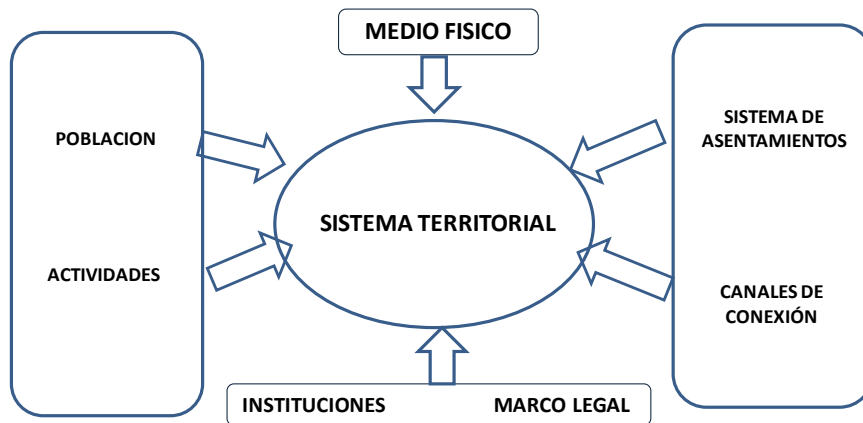 MEDIO FISICO
POBLACION
ACTIVIDADES
SISTEMA TERRITORIAL
SISTEMA DE
ASENTAMIENTOS
CANALES DE
CONEXIÓN
INSTITUCIONES MARCO LEGAL